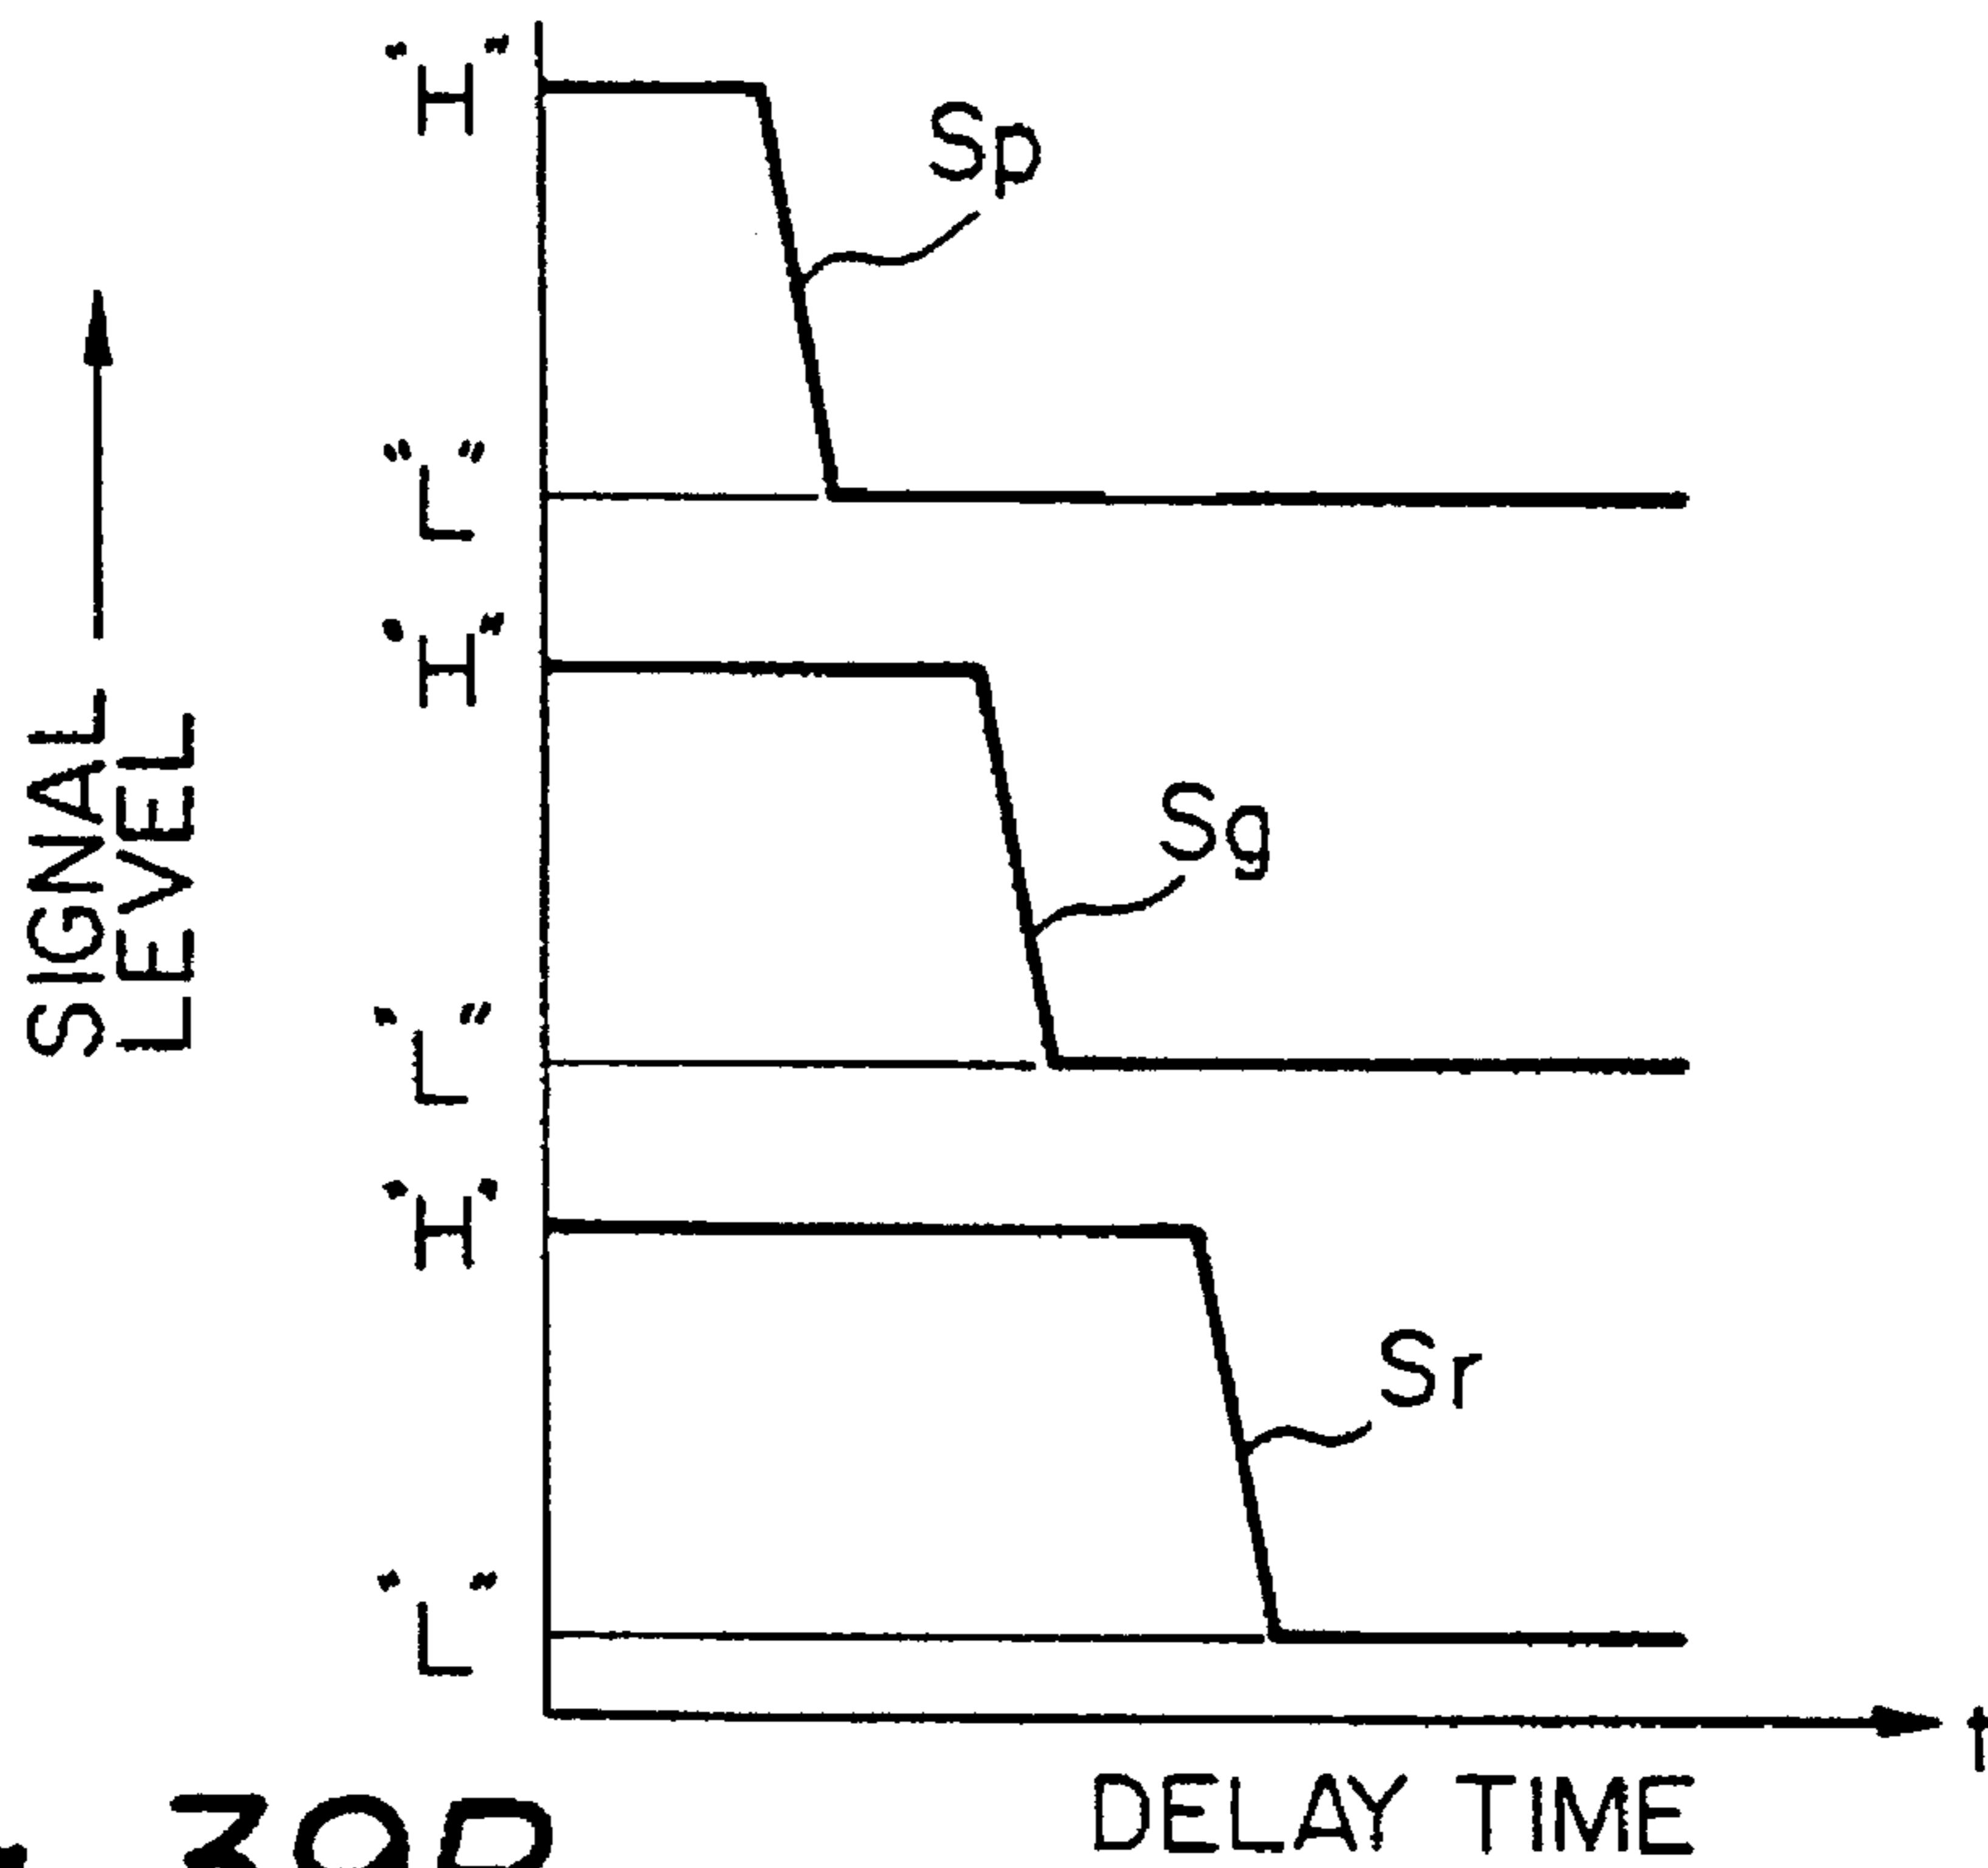 "H"
Sp
"L"
"H"
SIGNAL
LEVEL
Sg
"L"
"H"
Sr
"L"
t
DELAY TIME